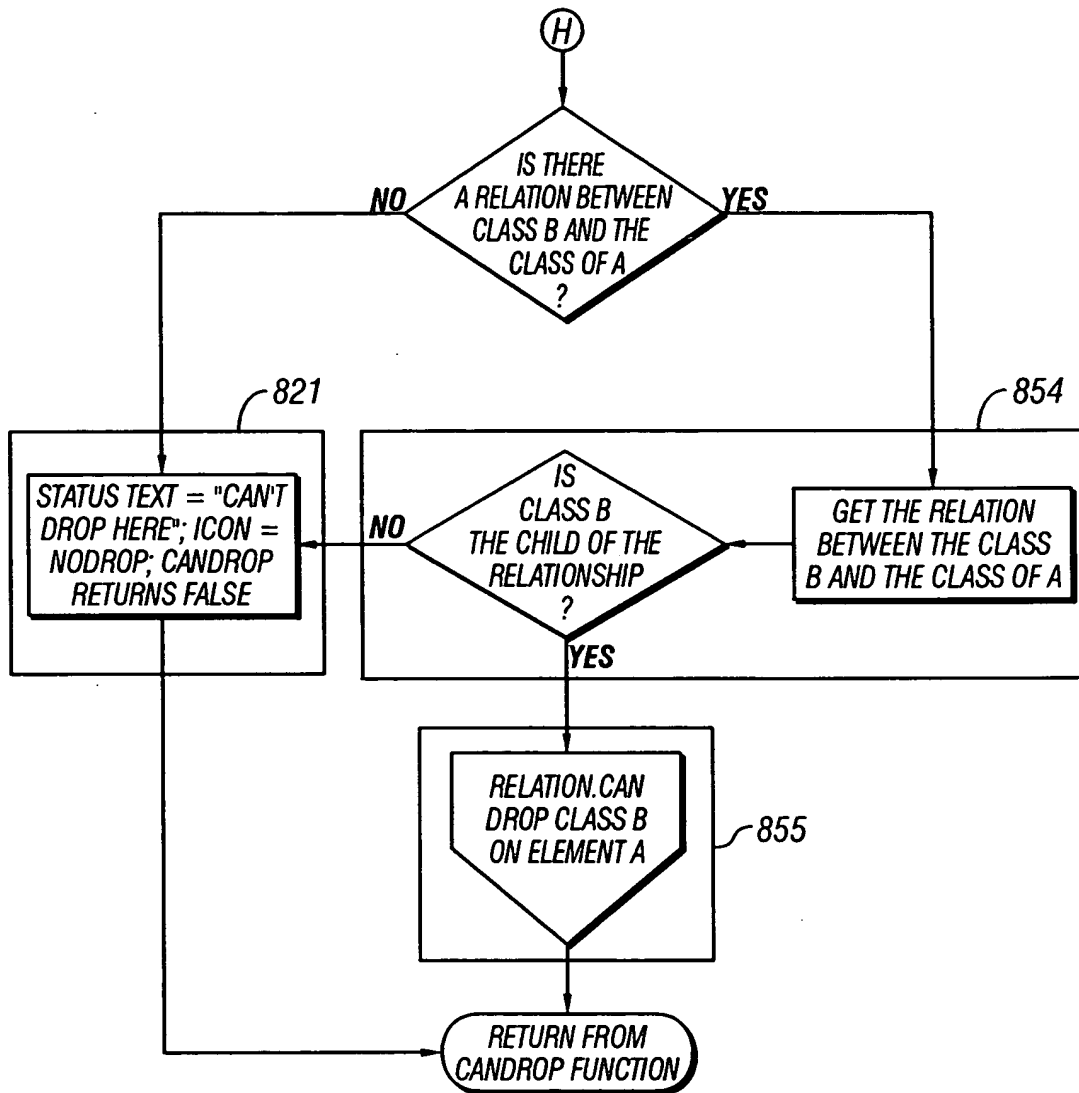 H
IS THERE
A RELATION BETWEEN
CLASS B AND THE
CLASS OF A
?
NO
YES
821
854
STATUS TEXT = "CAN'T
DROP HERE"; ICON =
NODROP; CANDROP
RETURNS FALSE
NO
IS
CLASS B
THE CHILD OF THE
RELATIONSHIP
?
GET THE RELATION
BETWEEN THE CLASS
B AND THE CLASS OF A
YES
RELATION.CAN
DROP CLASS B
ON ELEMENT A
855
RETURN FROM
CANDROP FUNCTION